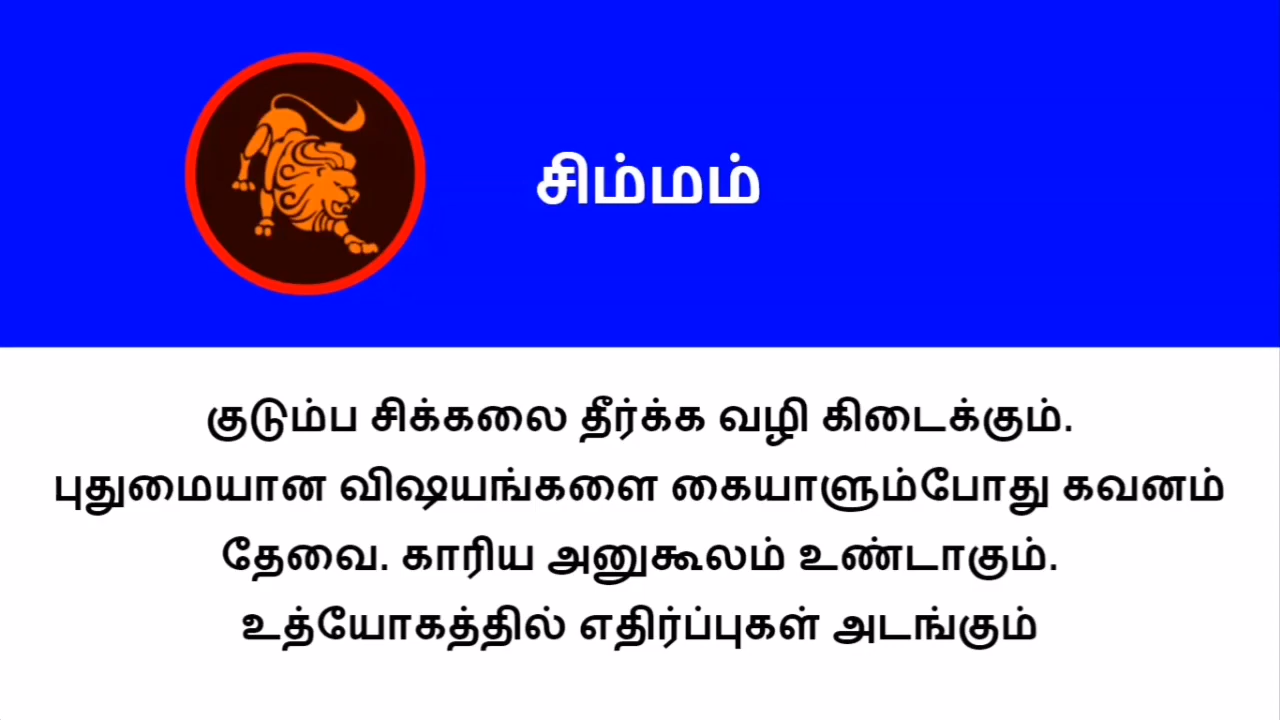 சிம்மம்
குடும்ப சிக்கலை தீர்க்க வழி கிடைக்கும்.
புதுமையான விஷயங்களை கையாளும்போது கவனம்
தேவை. காரிய அனுகூலம் உண்டாகும்.
உத்யோகத்தில் எதிர்ப்புகள் அடங்கும்